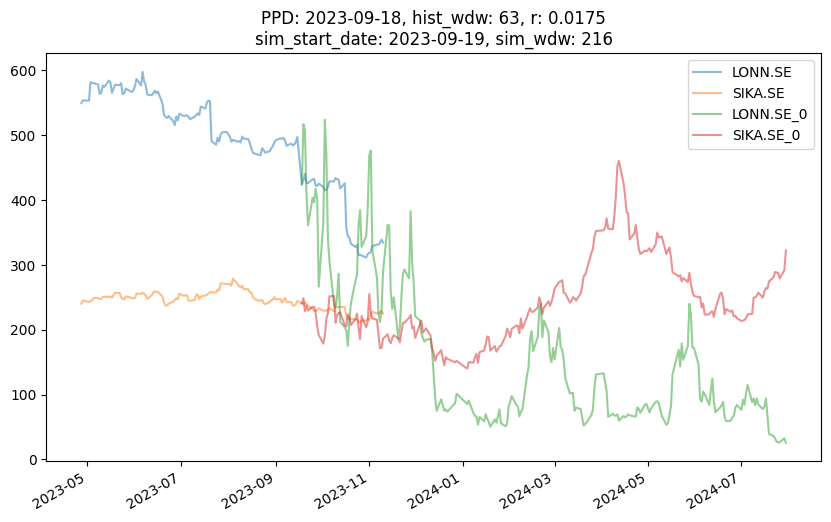 PPD: 2023-09-18, hist_wdw: 63, r: 0.0175
sim_start_date: 2023-09-19, sim_wdw: 216
LONN.SE
SIKA.SE
LONN.SE_0
SIKA.SE_0
600
500
400
300
200
100
0
2023-05
2023-07
2023-09
2023-11
2024-01
2024-03
2024-05
2024-07